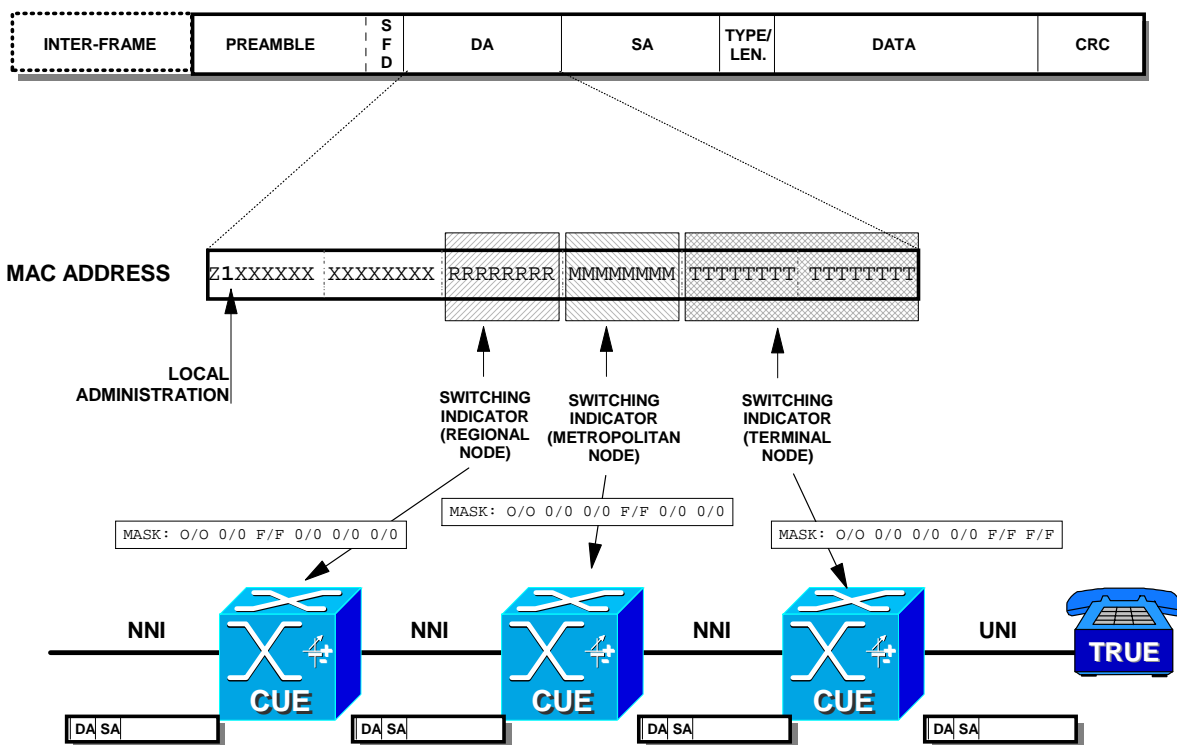 INTER-FRAME PREAMBLE S F D DA SA TYPE/ LEN. DATA CRC
MAC ADDRESS Z1XXXXXX XXXXXXXX RRRRRRRR MMMMMMMM TTTTTTTT TTTTTTTT
LOCAL
ADMINISTRATION
SWITCHING
INDICATOR
(REGIONAL
NODE)
SWITCHING
INDICATOR
(METROPOLITAN
NODE)
SWITCHING
INDICATOR
(TERMINAL
NODE)
MASK: O/O 0/0 F/F 0/0 0/0 0/0
MASK: O/O 0/0 0/0 F/F 0/0 0/0
MASK: O/O 0/0 0/0 0/0 F/F F/F
NNI NNI NNI UNI
CUE CUE CUE TRUE
DA SA DA SA DA SA DA SA